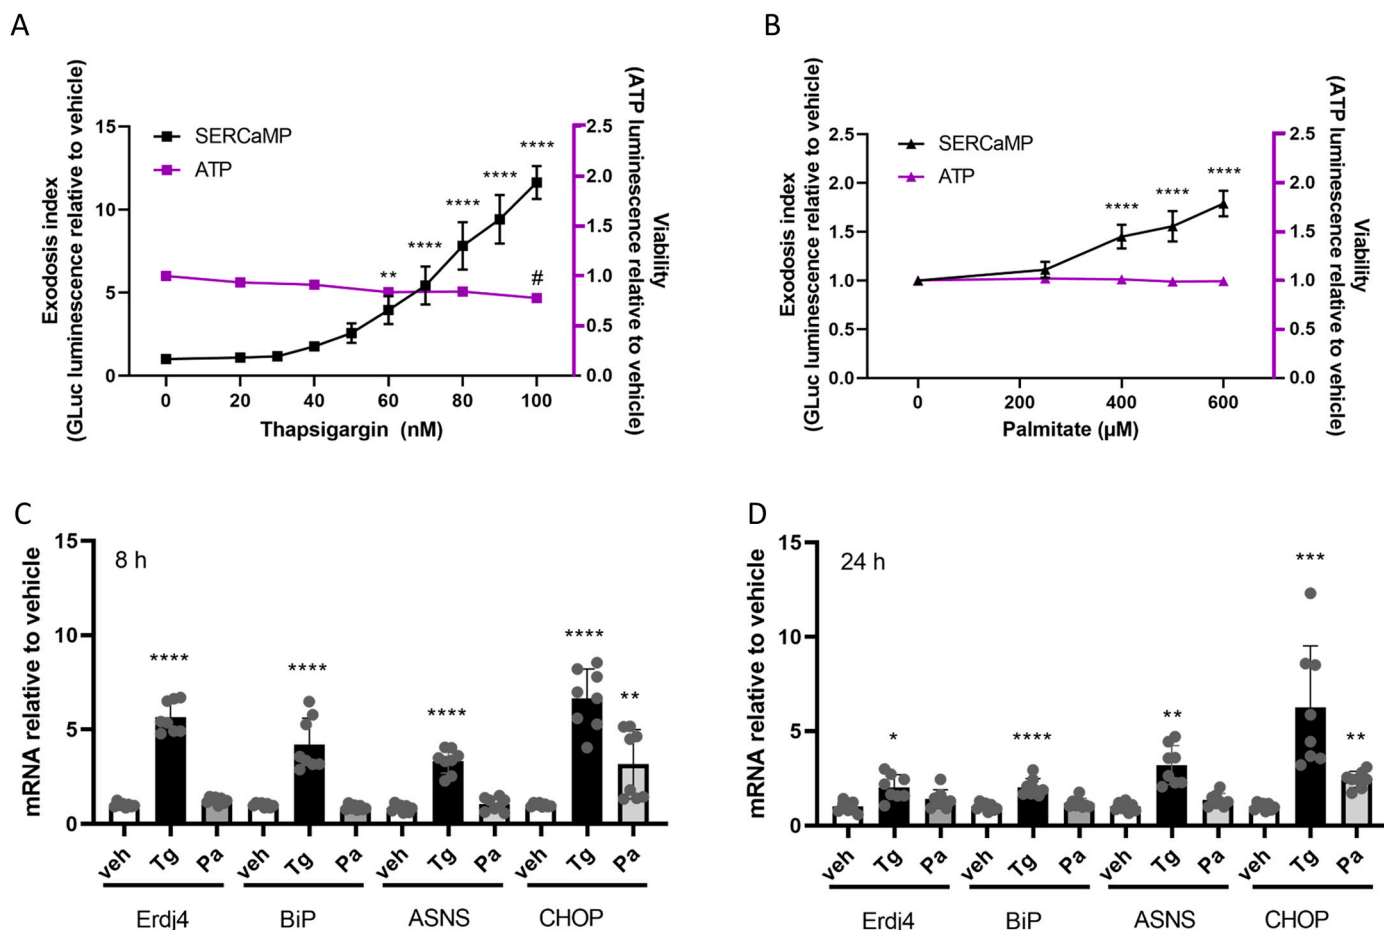 A
Exodosis index
(GLuc luminescence relative to vehicle)
15
10
5
0
SERCaMP
ATP
**
****
****
****
****
#
2.5
2.0
1.5
1.0
0.5
0.0
Viability
(ATP luminescence relative to vehicle)
0 20 40 60 80 100
Thapsigargin (nM)
B
Exodosis index
(GLuc luminescence relative to vehicle)
2.5
2.0
1.5
1.0
0.5
0.0
SERCaMP
ATP
****
****
****
2.5
2.0
1.5
1.0
0.5
0.0
Viability
(ATP luminescence relative to vehicle)
0 200 400 600
Palmitate (µM)
C
mRNA relative to vehicle
15
10
5
0
8 h
****
****
****
****
**
veh Tg Pa veh Tg Pa veh Tg Pa veh Tg Pa
Erdj4 BiP ASNS CHOP
D
mRNA relative to vehicle
15
10
5
0
24 h
*
****
**
***
**
veh Tg Pa veh Tg Pa veh Tg Pa veh Tg Pa
Erdj4 BiP ASNS CHOP